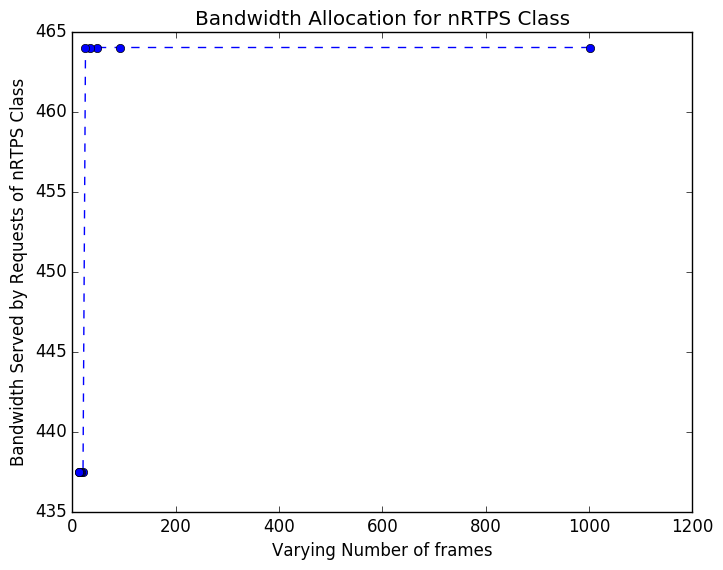 Bandwidth Allocation for nRTPS Class
465
460
455
450
445
440
435
Bandwidth Served by Requests of nRTPS Class
0 200 400 600 800 1000 1200
Varying Number of frames